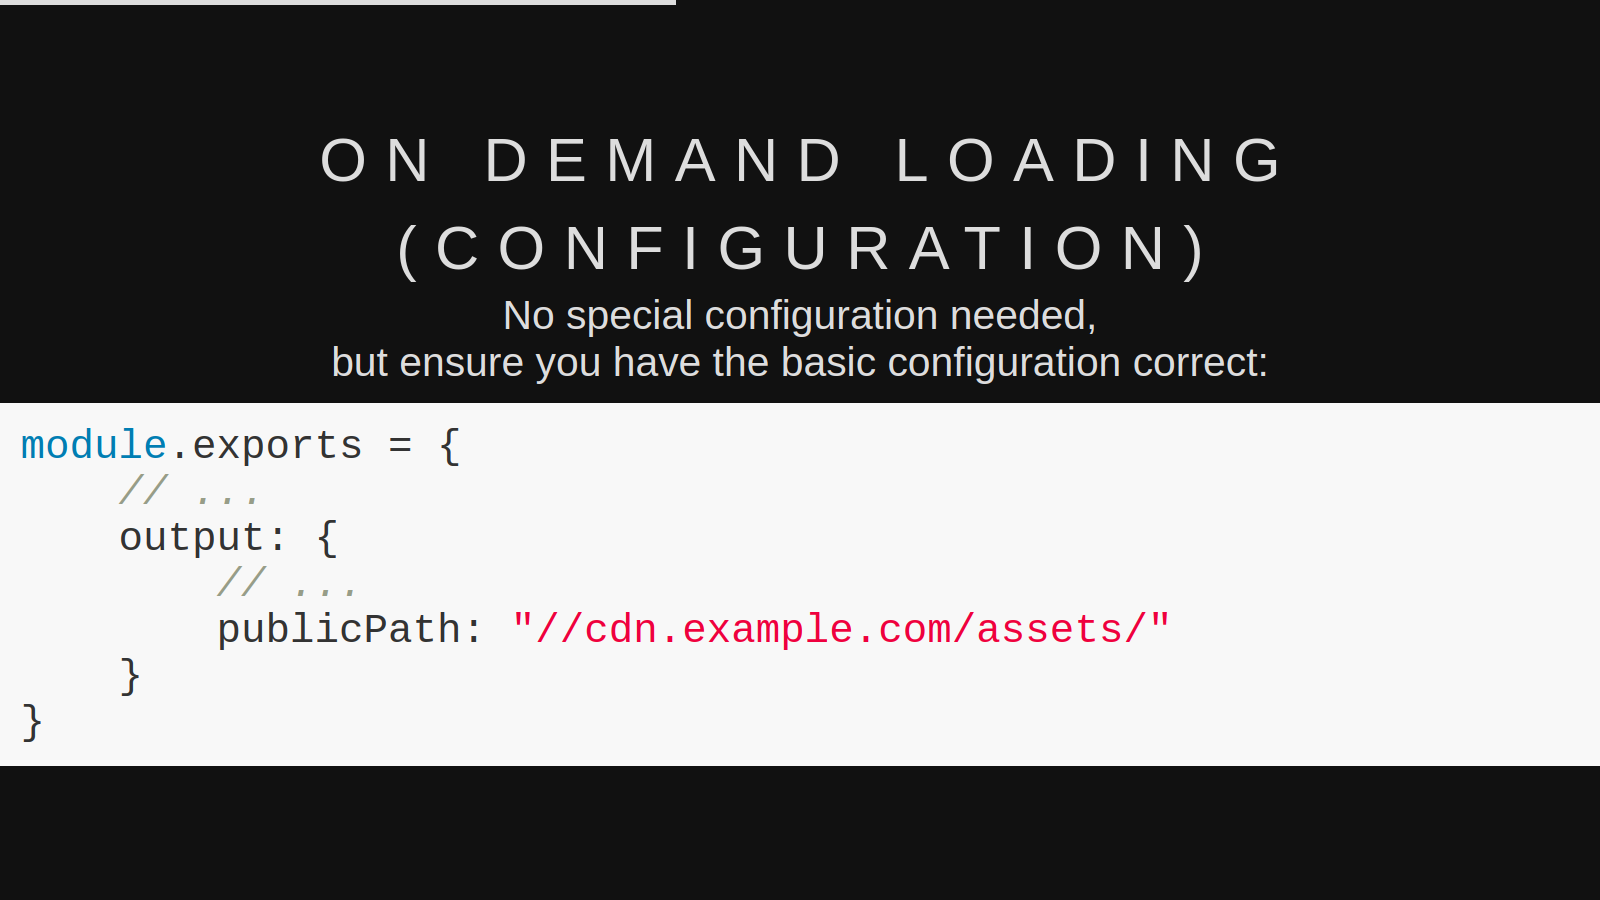 ON DEMAND LOADING
(CONFIGURATION)
No special configuration needed,
but ensure you have the basic configuration correct:
module.exports = {
    // ...
    output: {
        // ...
        publicPath: "//cdn.example.com/assets/"
    }
}